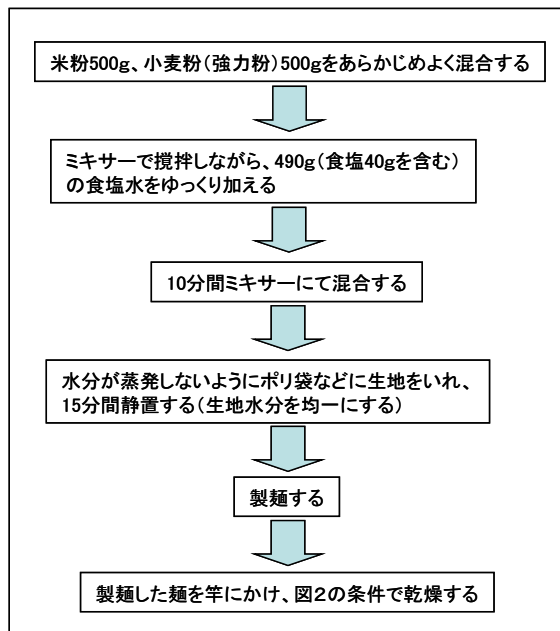 米粉500g、小麦粉(強力粉)500gをあらかじめよく混合する
ミキサーで撹拌しながら、490g(食塩40gを含む)
の食塩水をゆっくり加える
10分間ミキサーにて混合する
水分が蒸発しないようにポリ袋などに生地をいれ、
15分間静置する(生地水分を均一にする)
製麺する
製麺した麺を竿にかけ、図2の条件で乾燥する